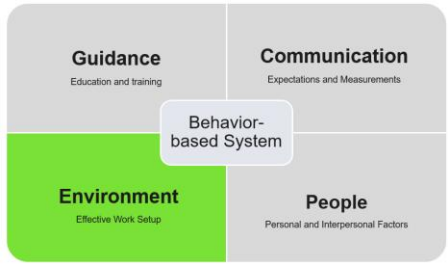 Guidance
Education and training
Communication
Expectations and Measurements
Behavior-
based System
Environment
Effective Work Setup
People
Personal and Interpersonal Factors